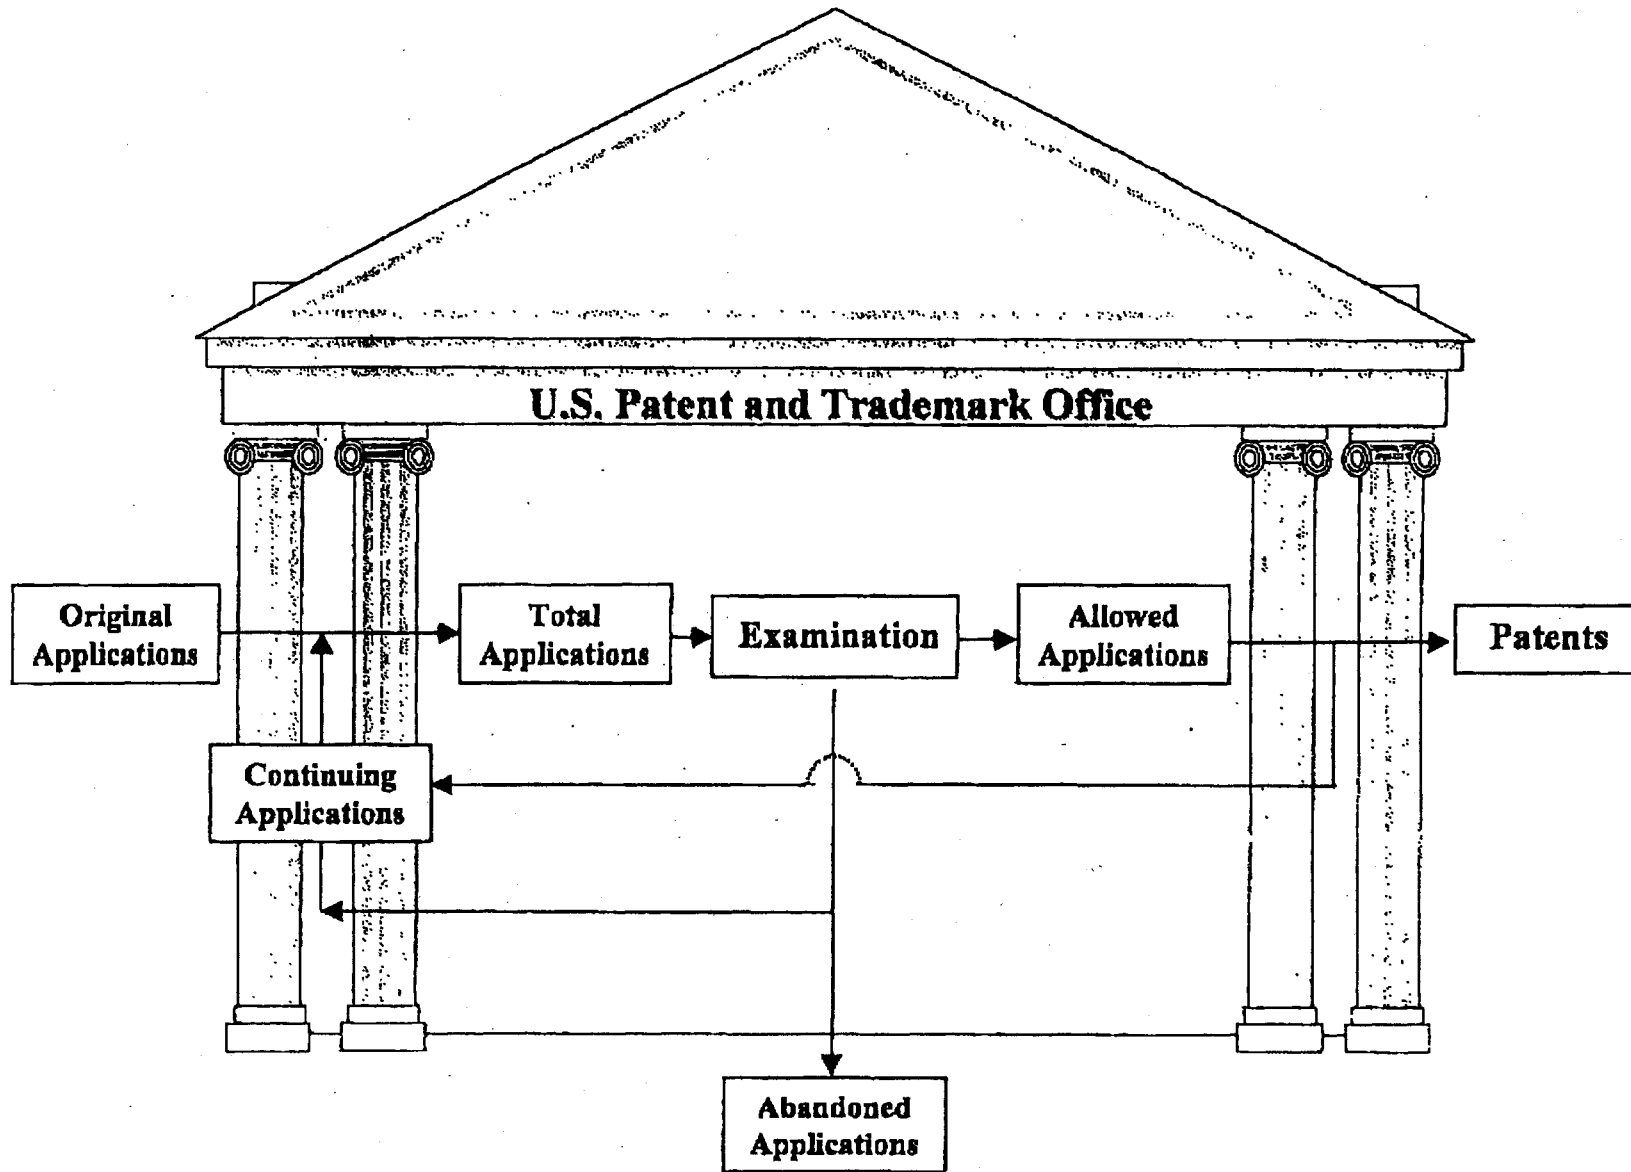 U.S. Patent and Trademark Office
Original
Applications
Total
Applications
Examination
Allowed
Applications
Patents
Continuing
Applications
Abandoned
Applications